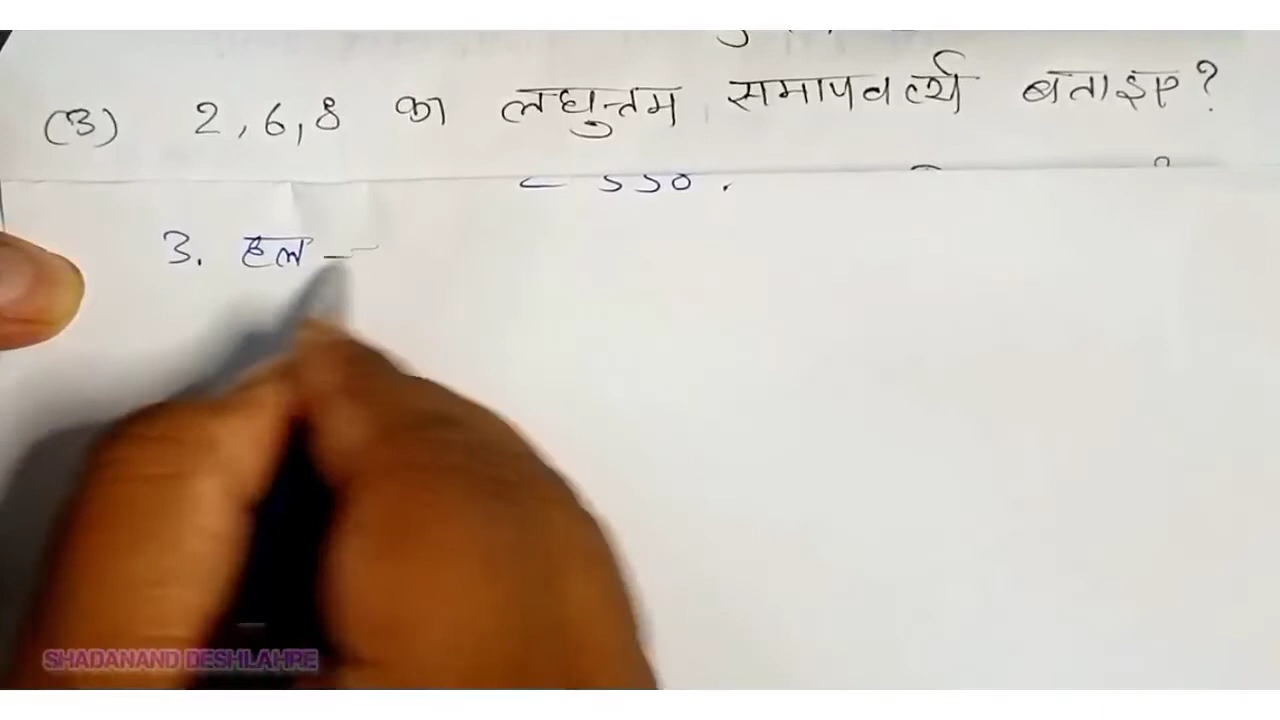 (3) 2, 6, 8 का लघुत्तम समापवर्त्य बताइए?
3. हल -
SHADANAND DESHLAHRE